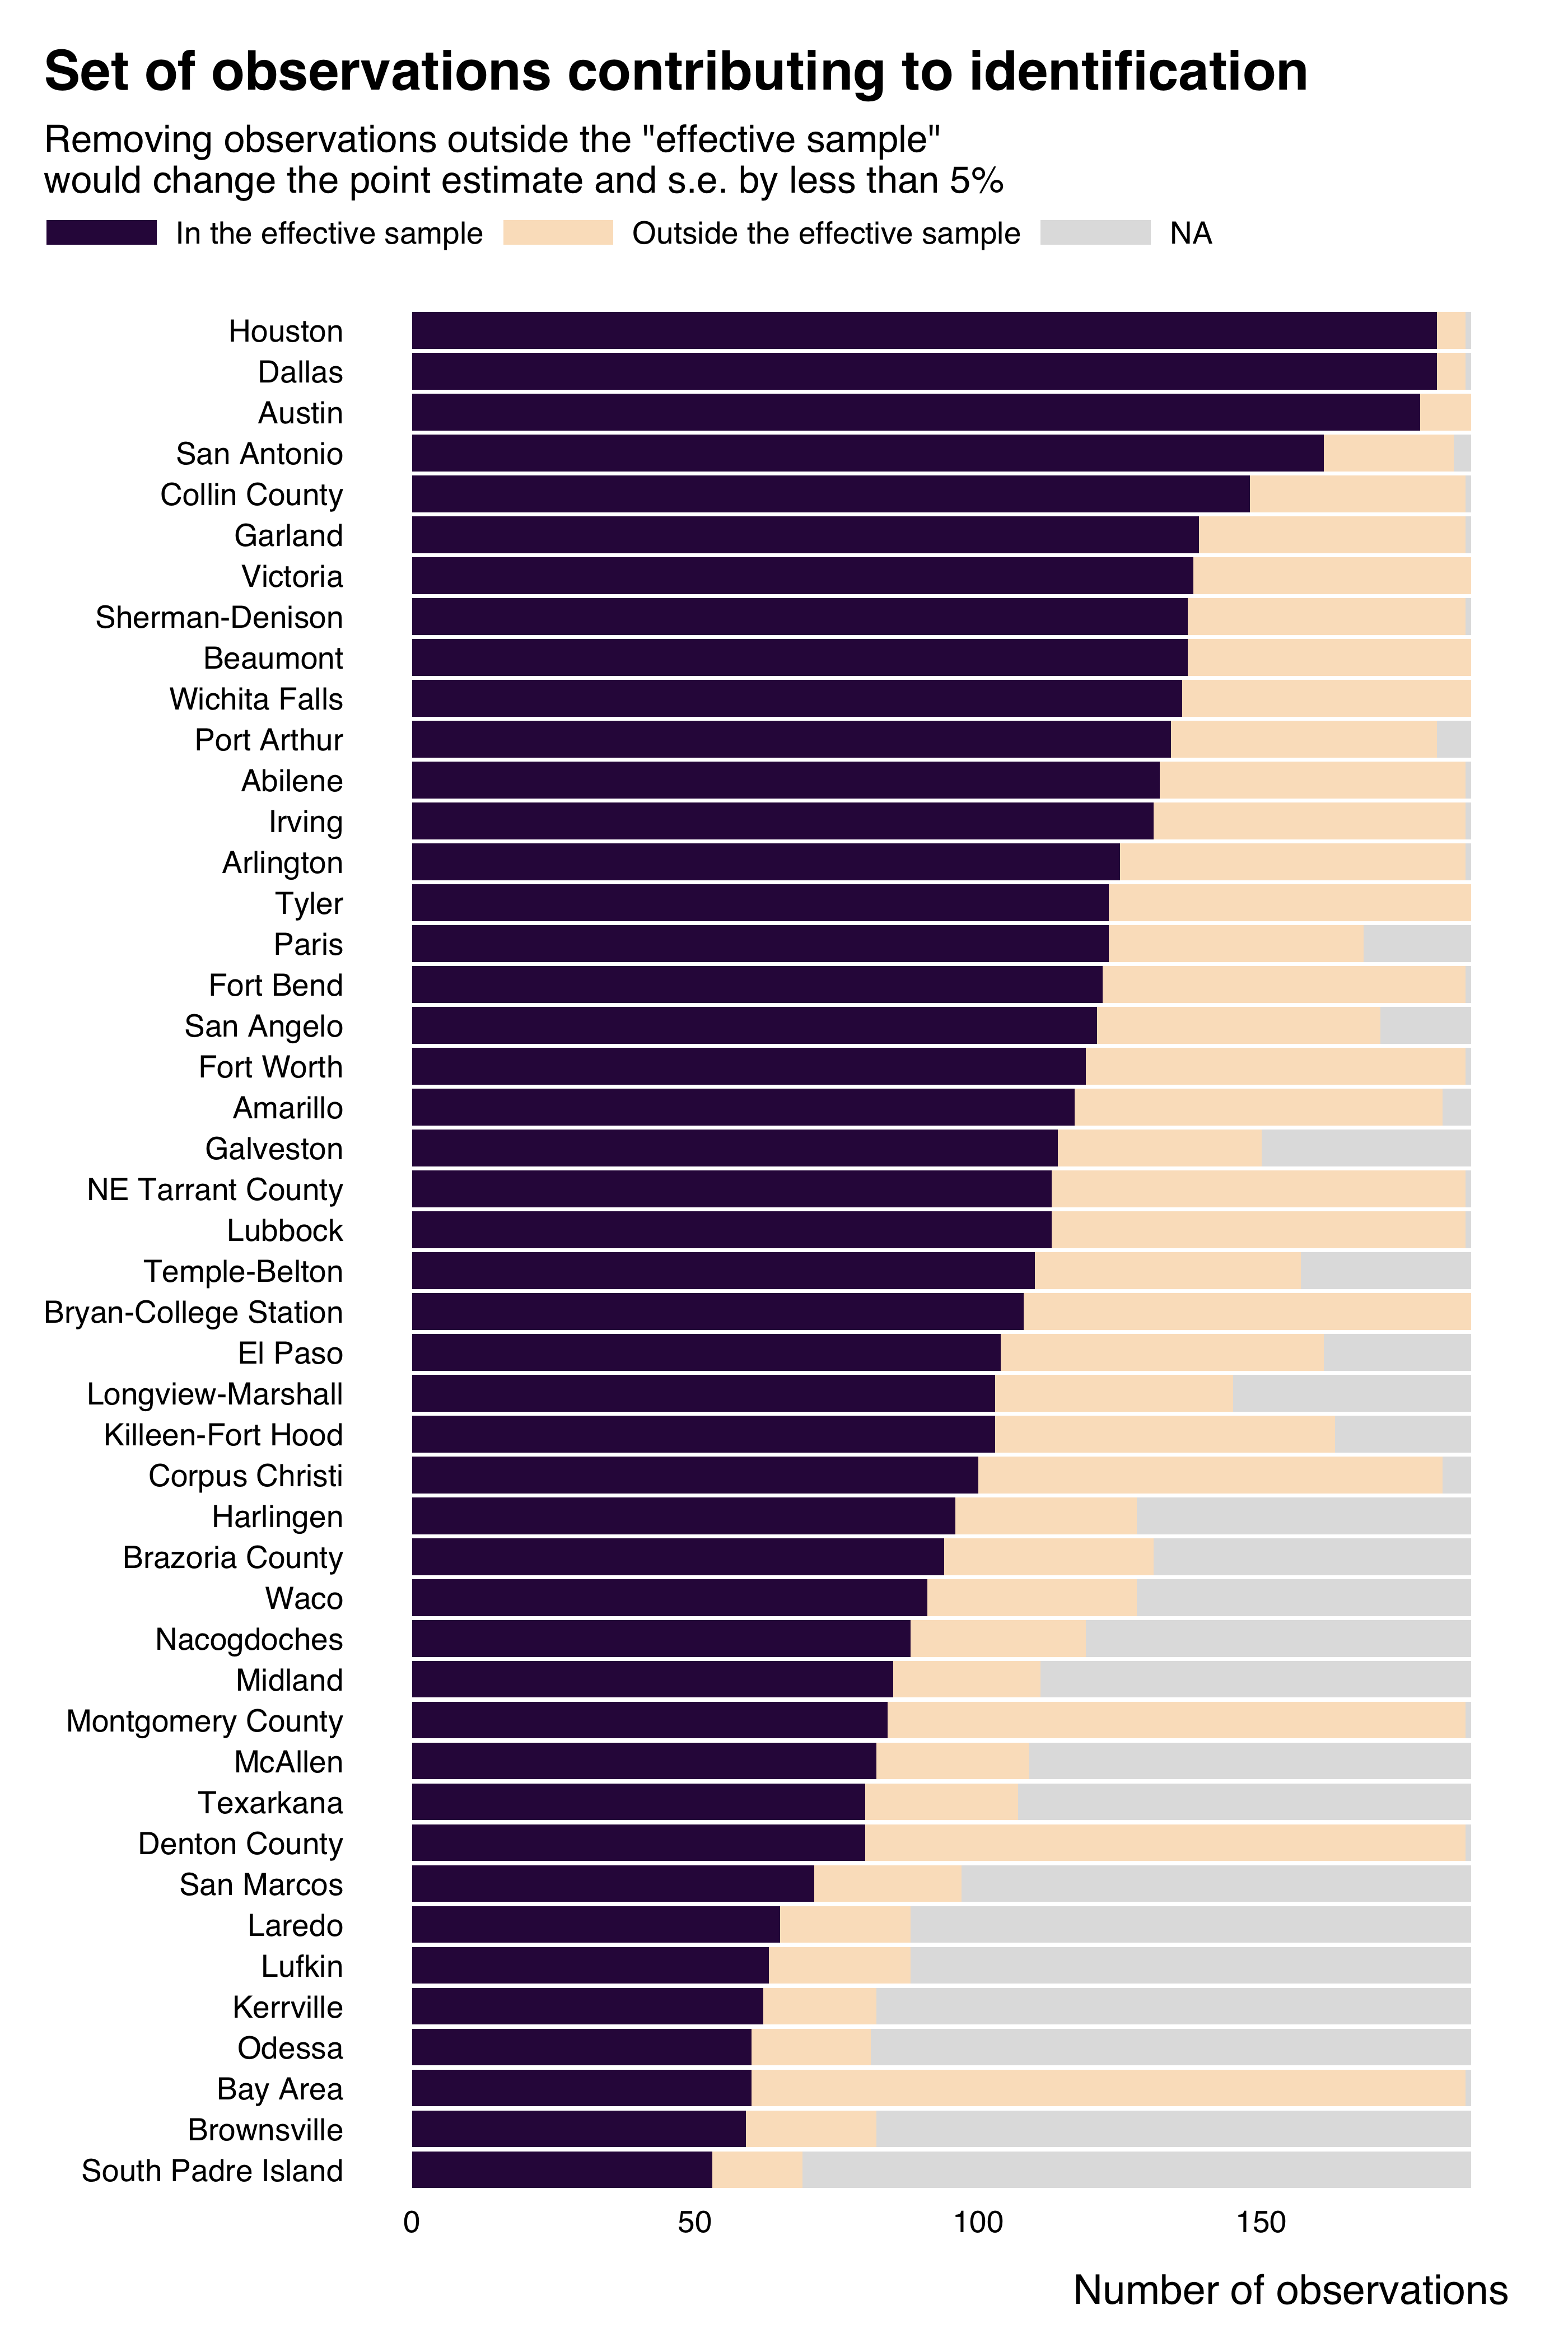 Set of observations contributing to identification
Removing observations outside the "effective sample"
would change the point estimate and s.e. by less than 5%
In the effective sample Outside the effective sample NA
Houston
Dallas
Austin
San Antonio
Collin County
Garland
Victoria
Sherman-Denison
Beaumont
Wichita Falls
Port Arthur
Abilene
Irving
Arlington
Tyler
Paris
Fort Bend
San Angelo
Fort Worth
Amarillo
Galveston
NE Tarrant County
Lubbock
Temple-Belton
Bryan-College Station
El Paso
Longview-Marshall
Killeen-Fort Hood
Corpus Christi
Harlingen
Brazoria County
Waco
Nacogdoches
Midland
Montgomery County
McAllen
Texarkana
Denton County
San Marcos
Laredo
Lufkin
Kerrville
Odessa
Bay Area
Brownsville
South Padre Island
0 50 100 150
Number of observations